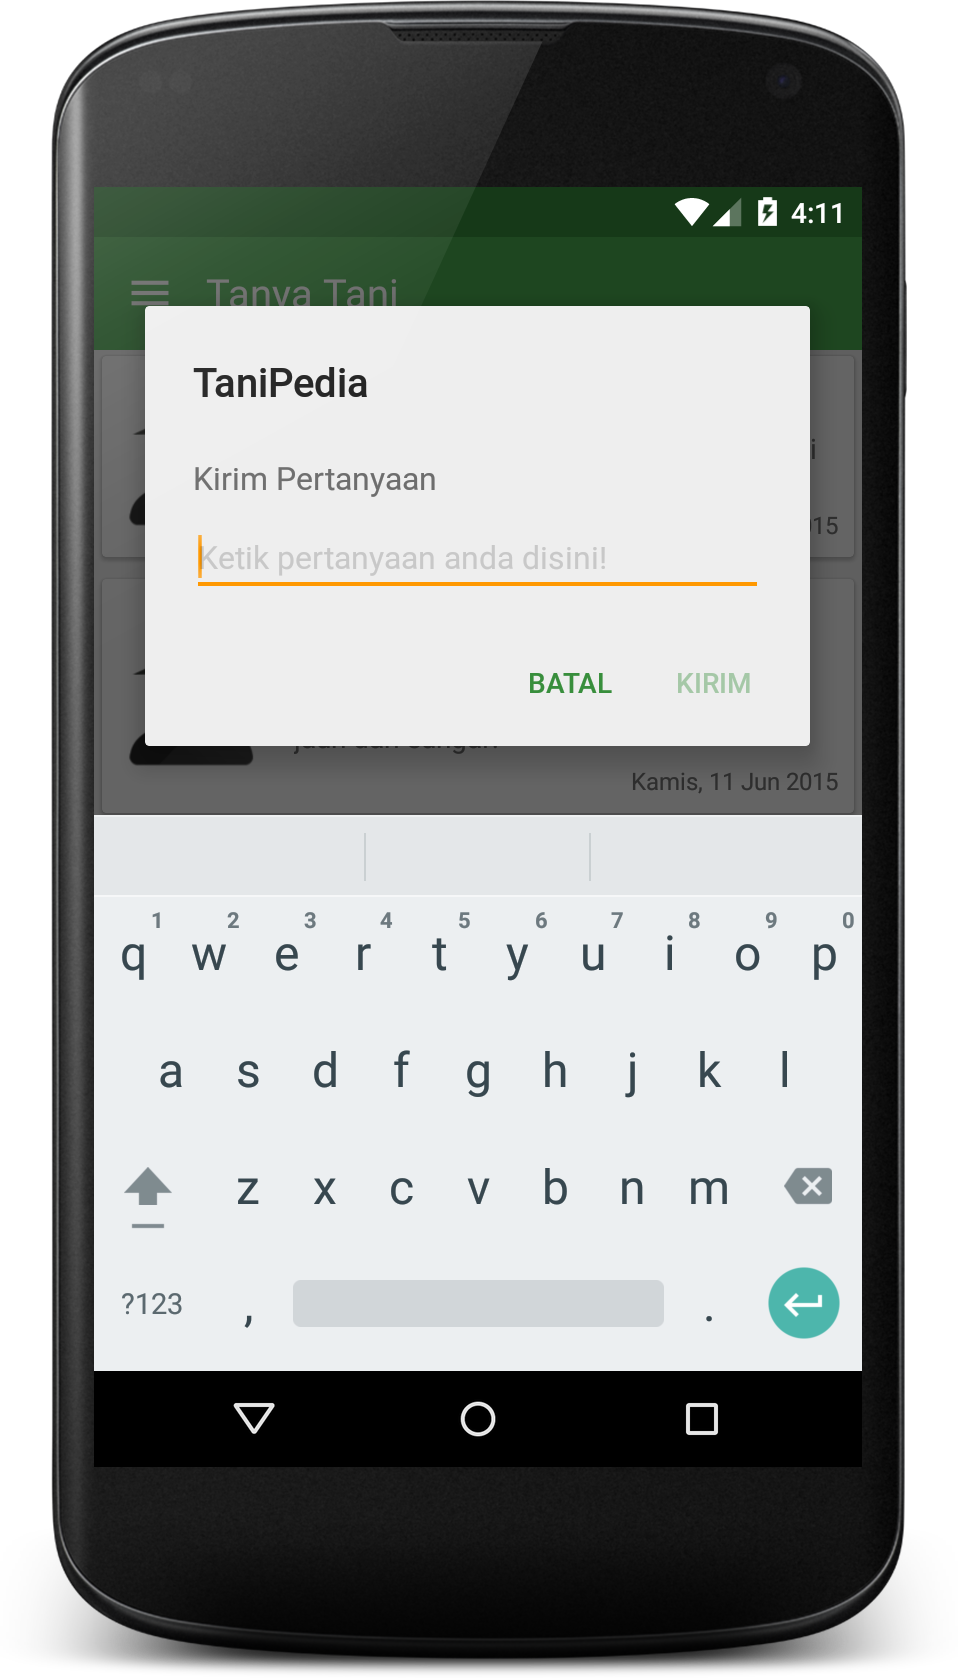 4:11
Tanya Tani
TaniPedia
Kirim Pertanyaan
Ketik pertanyaan anda disini!
BATAL KIRIM
Kamis, 11 Jun 2015
1 2 3 4 5 6 7 8 9 0
q w e r t y u i o p
a s d f g h j k l
z x c v b n m
?123 , .